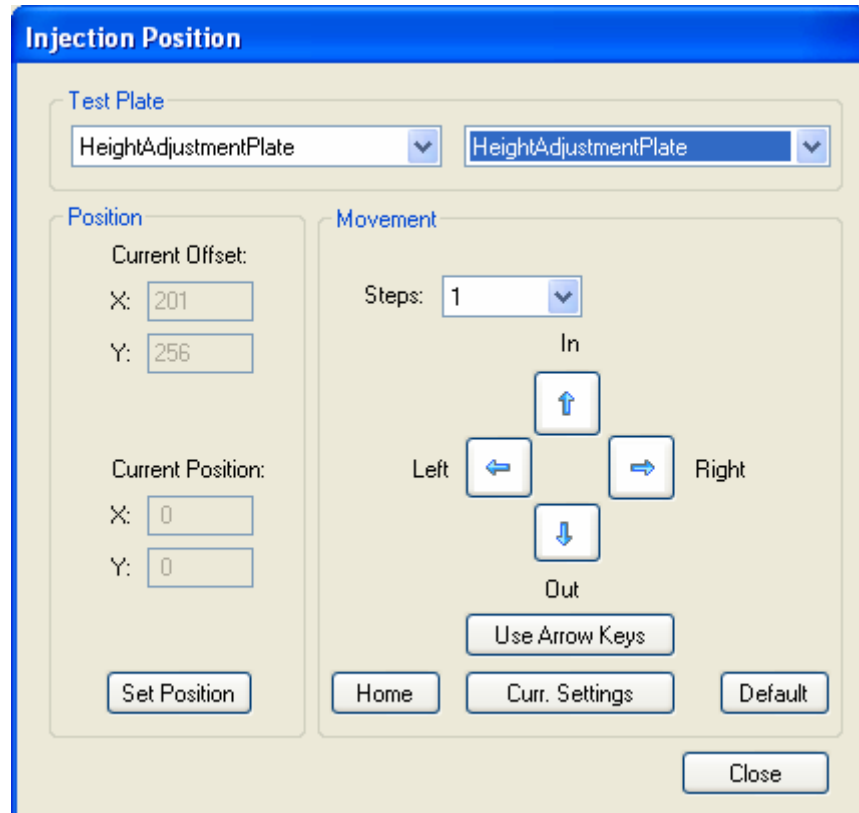 Injection Position
Test Plate
HeightAdjustmentPlate HeightAdjustmentPlate
Position
Current Offset:
X: 201
Y: 256
Current Position:
X: 0
Y: 0
Set Position
Movement
Steps: 1
In
Left Right
Out
Use Arrow Keys
Home Curr. Settings Default
Close